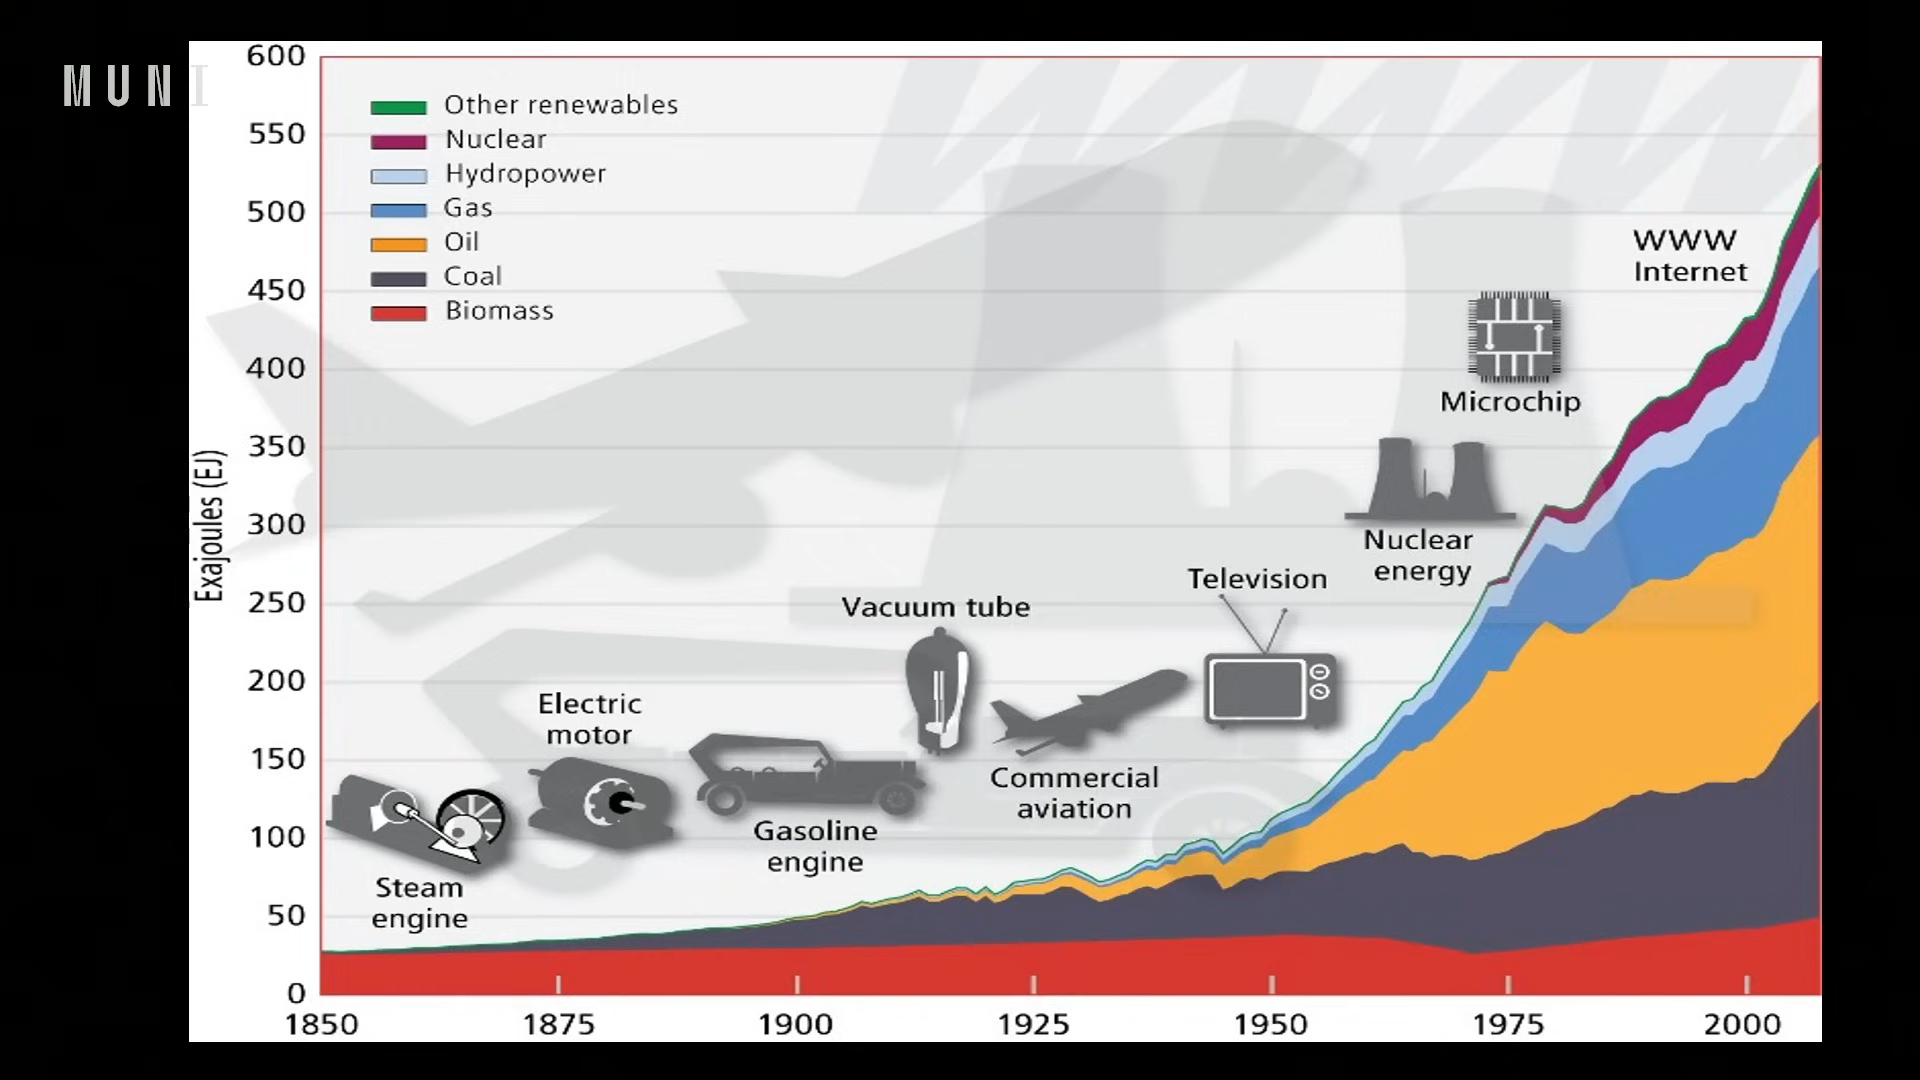 MUNI
600
550
500
450
400
350
300
250
200
150
100
50
0
Exajoules (EJ)
Other renewables
Nuclear
Hydropower
Gas
Oil
Coal
Biomass
WWW
Internet
Microchip
Nuclear
energy
Television
Vacuum tube
Commercial
aviation
Electric
motor
Gasoline
engine
Steam
engine
1850
1875
1900
1925
1950
1975
2000